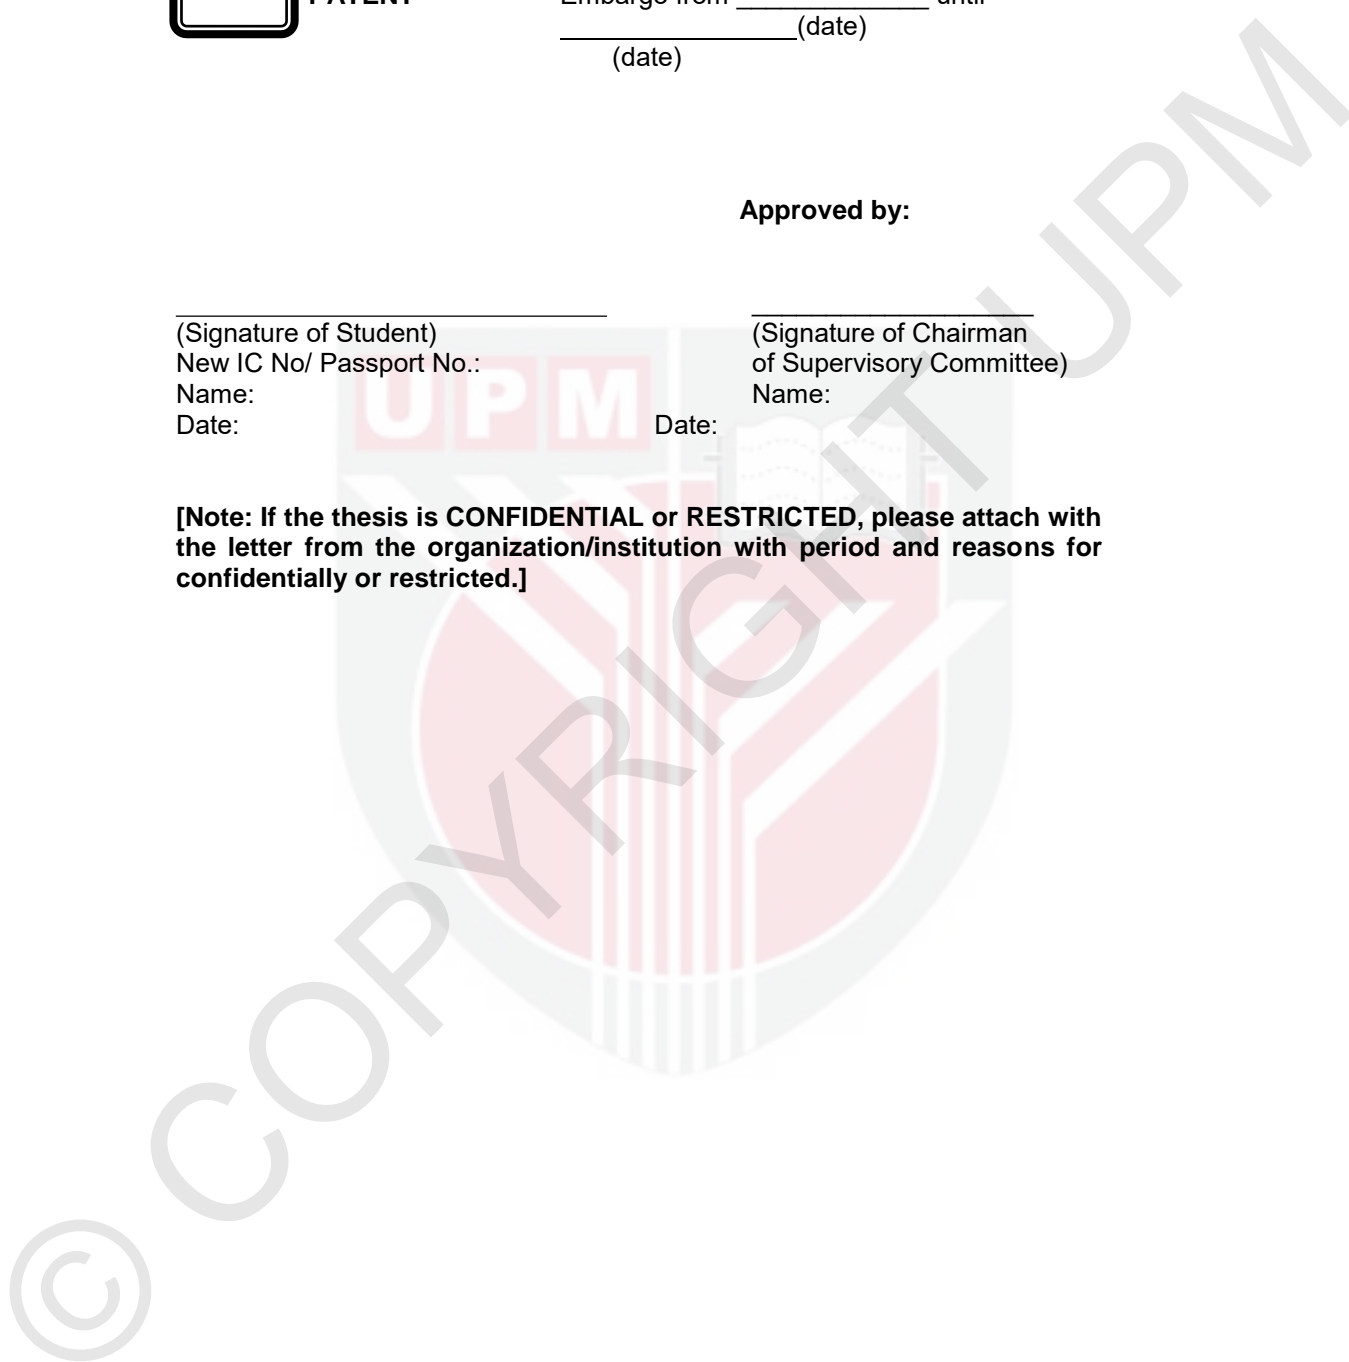 PATENT Embargo from _____________ until
________________(date)
(date)
Approved by:
(Signature of Student) (Signature of Chairman
New IC No/ Passport No.: of Supervisory Committee)
Name: Name:
Date: Date:
[Note: If the thesis is CONFIDENTIAL or RESTRICTED, please attach with
the letter from the organization/institution with period and reasons for
confidentially or restricted.]
UPM
© COPYRIGHT UPM